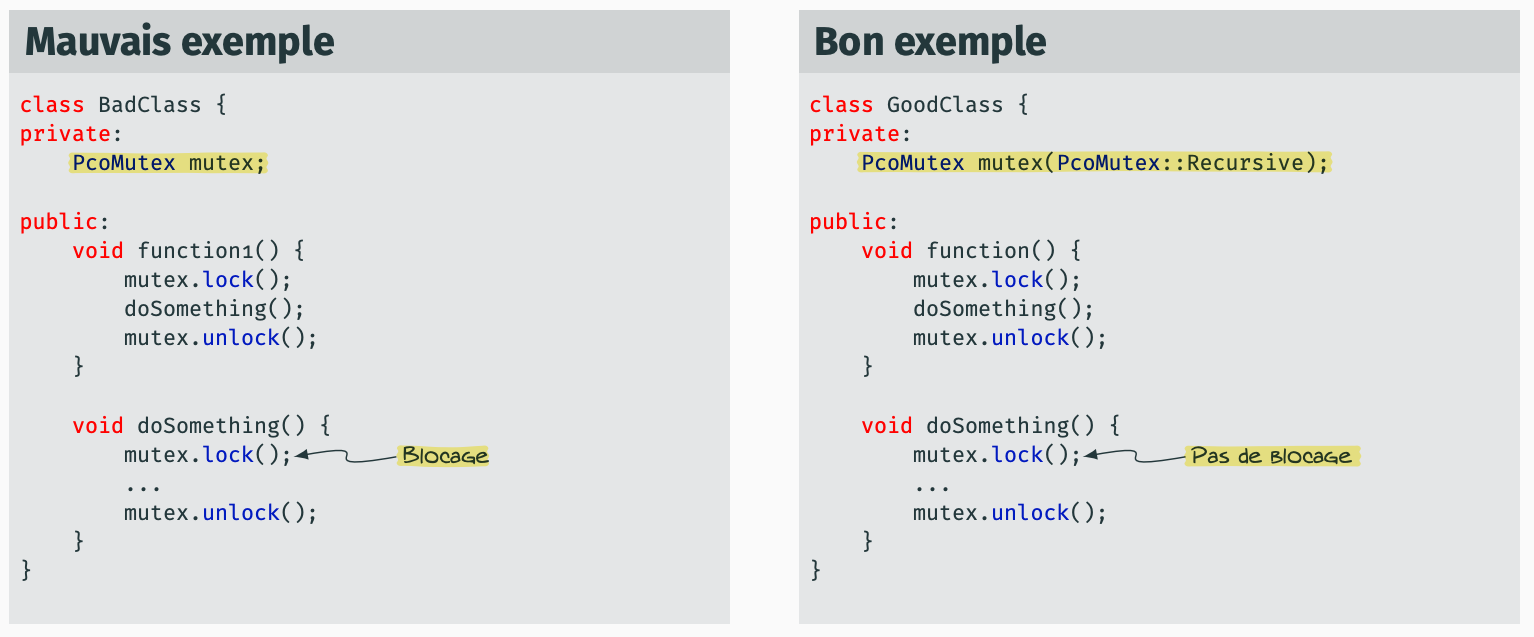 Mauvais exemple
class BadClass {
private:
    PcoMutex mutex;

public:
    void function1() {
        mutex.lock();
        doSomething();
        mutex.unlock();
    }

    void doSomething() {
        mutex.lock();
Blocage
        ...
        mutex.unlock();
    }
}
Bon exemple
class GoodClass {
private:
    PcoMutex mutex(PcoMutex::Recursive);

public:
    void function() {
        mutex.lock();
        doSomething();
        mutex.unlock();
    }

    void doSomething() {
        mutex.lock();
Pas de blocage
        ...
        mutex.unlock();
    }
}